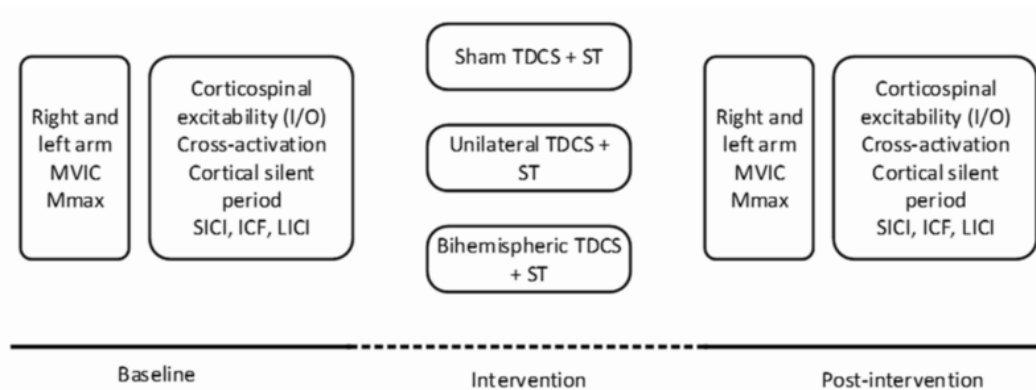 Right and
left arm
MVIC
Mmax
Corticospinal
excitability (I/O)
Cross-activation
Cortical silent
period
SICI, ICF, LICI
Sham TDCS + ST
Unilateral TDCS +
ST
Bihemispheric TDCS
+ ST
Right and
left arm
MVIC
Mmax
Corticospinal
excitability (I/O)
Cross-activation
Cortical silent
period
SICI, ICF, LICI
Baseline
Intervention
Post-intervention